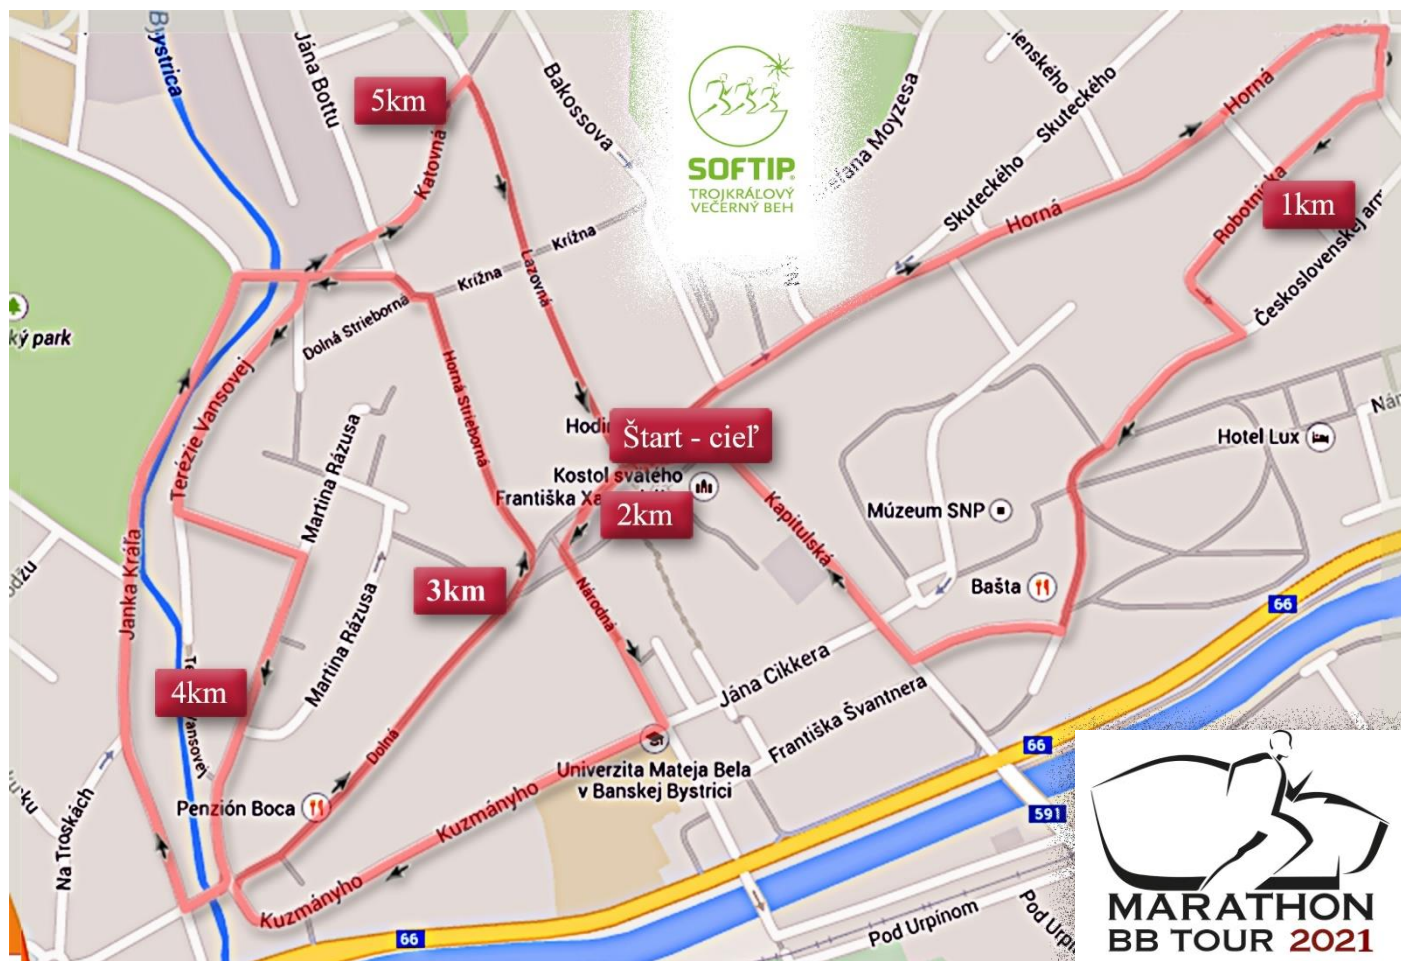 Bystrica
Jána Bottu
5km
Katovná
Bakossova
SOFTIP
TROJKRÁĽOVÝ
VEČERNÝ BEH
Moyzesa
Skuteckého
Skuteckého
Horná
Horná
Robotnícka
1km
Československej
Krížna
Krížna
Dolná Strieborná
Lazovná
ký park
Terézie Vansovej
Horná Strieborná
Martina Rázusa
Martina Rázusa
Štart - cieľ
Kostol svätého
Františka
2km
Kapitulská
Hotel Lux
Múzeum SNP
Bašta
66
3km
Národná
Janka Kráľa
4km
Vansovej
Jána Cikkera
Františka Švantnera
66
Dolná
Univerzita Mateja Bela
v Banskej Bystrici
Penzión Boca
Na Troskách
Kuzmányho
Kuzmányho
591
66
Pod Urpínom
Pod
MARATHON
BB TOUR 2021